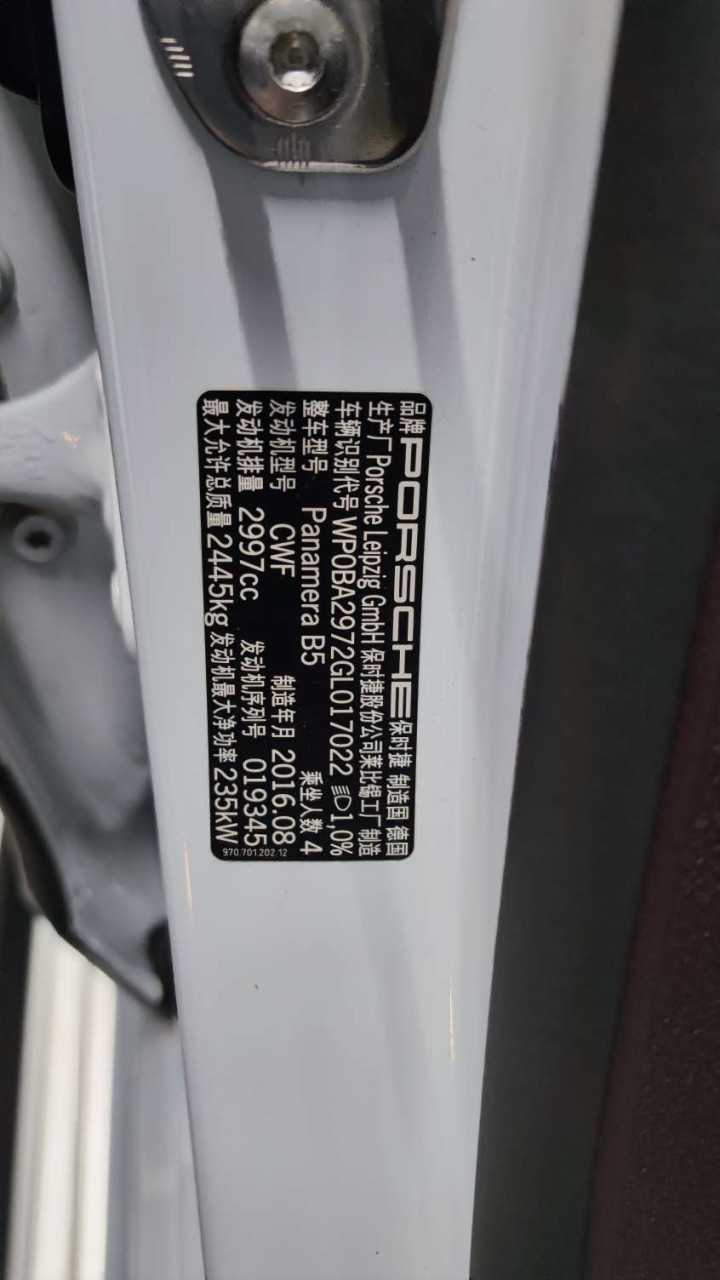 品牌 PORSCHE 保时捷 制造国 德国
生产厂 Porsche Leipzig GmbH 保时捷股份公司莱比锡工厂 制造
车辆识别代号 WP0BA2972GL017022 1,0%
整车型号 Panamera B5 乘坐人数 4
发动机型号 CWF 制造年月 2016.08
发动机排量 2997cc 发动机序列号 019345
最大允许总质量 2445kg 发动机最大净功率 235kW
970.701.202.12